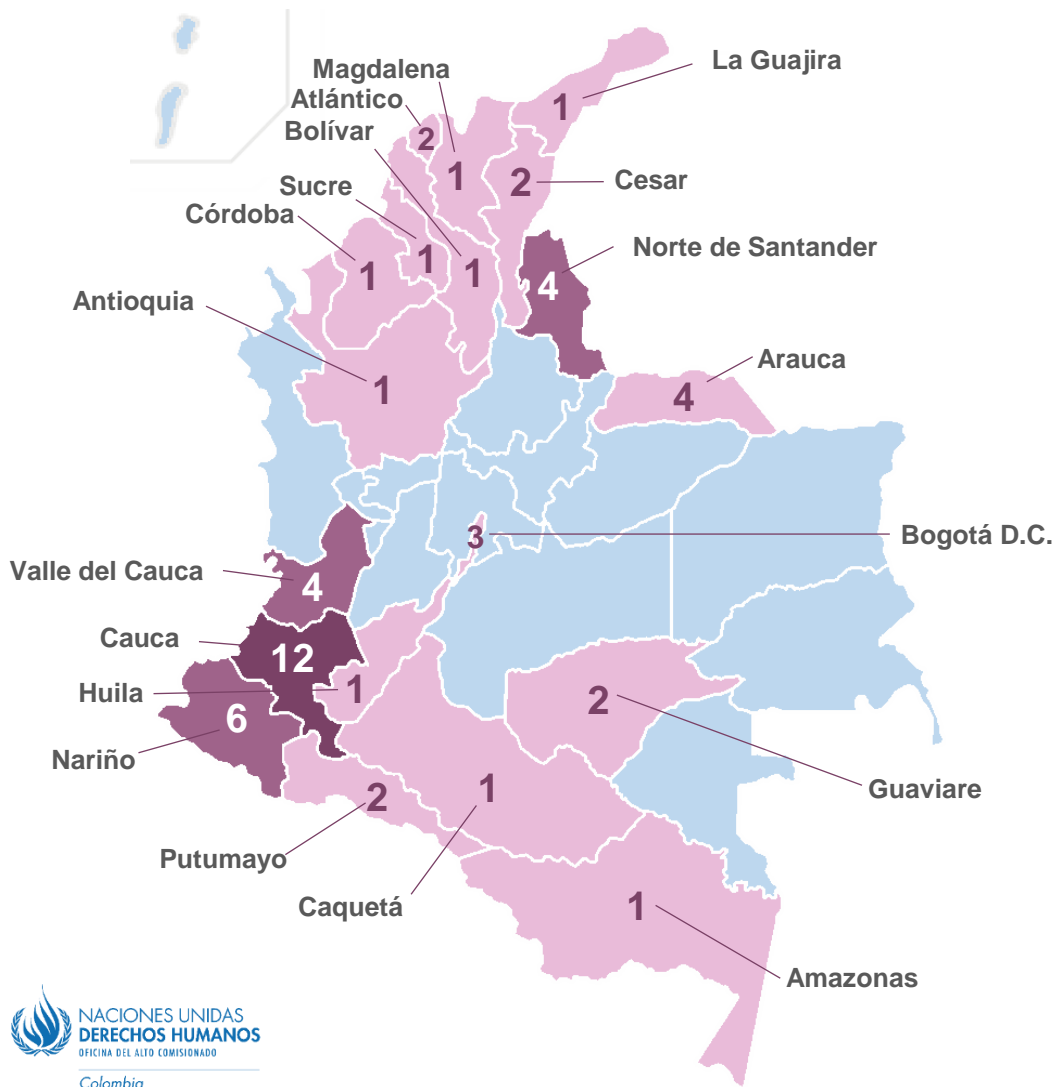 La Guajira
Magdalena
Atlántico
Bolívar
1
2
1
2
Cesar
Sucre
Córdoba
Norte de Santander
1
1
1
4
Antioquia
Arauca
1
4
3
Bogotá D.C.
Valle del Cauca
4
Cauca
12
Huila
1
2
6
Nariño
Guaviare
2
1
Putumayo
Caquetá
1
Amazonas
NACIONES UNIDAS
DERECHOS HUMANOS
OFICINA DEL ALTO COMISIONADO
Colombia